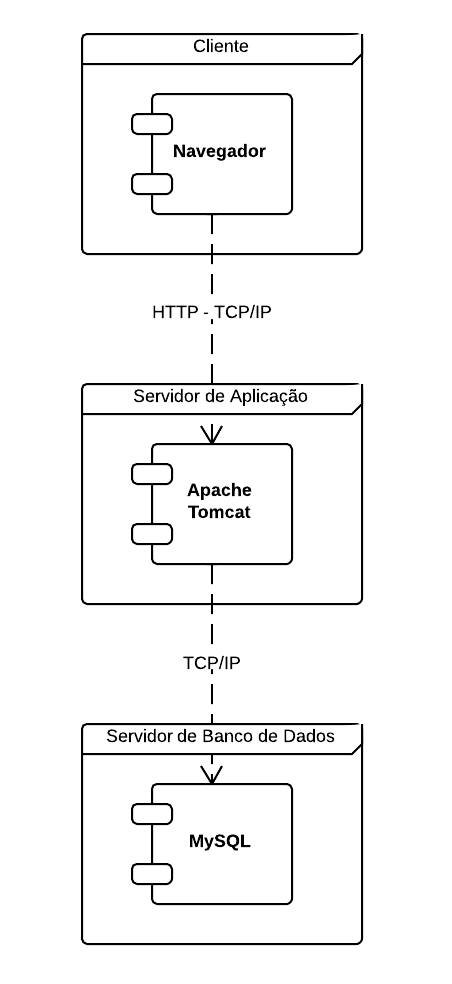 Cliente
Navegador
HTTP - TCP/IP
Servidor de Aplicação
Apache
Tomcat
TCP/IP
Servidor de Banco de Dados
MySQL